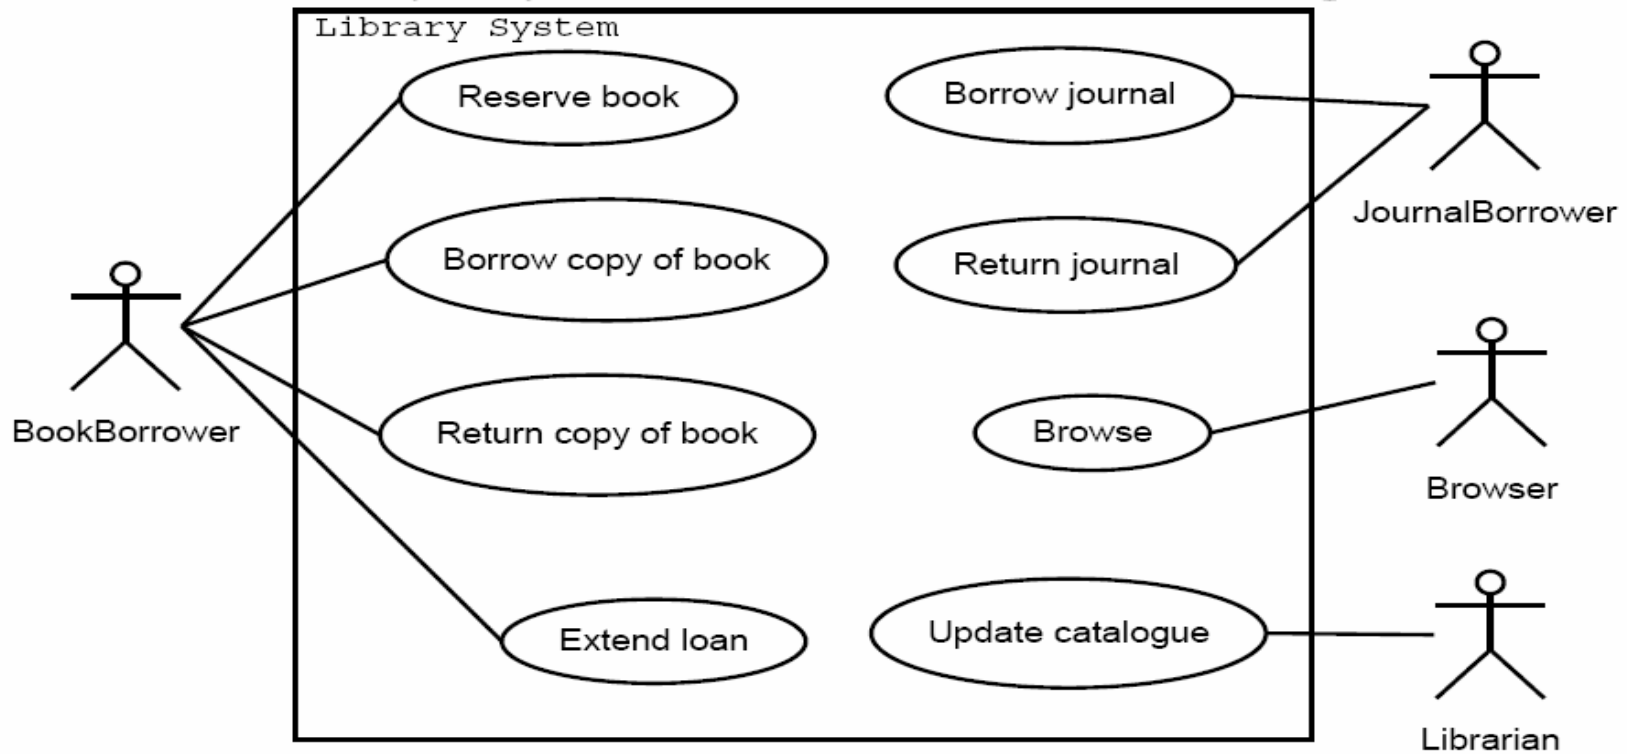 Library System
Reserve book
Borrow journal
JournalBorrower
Borrow copy of book
Return journal
BookBorrower
Return copy of book
Browse
Browser
Extend loan
Update catalogue
Librarian